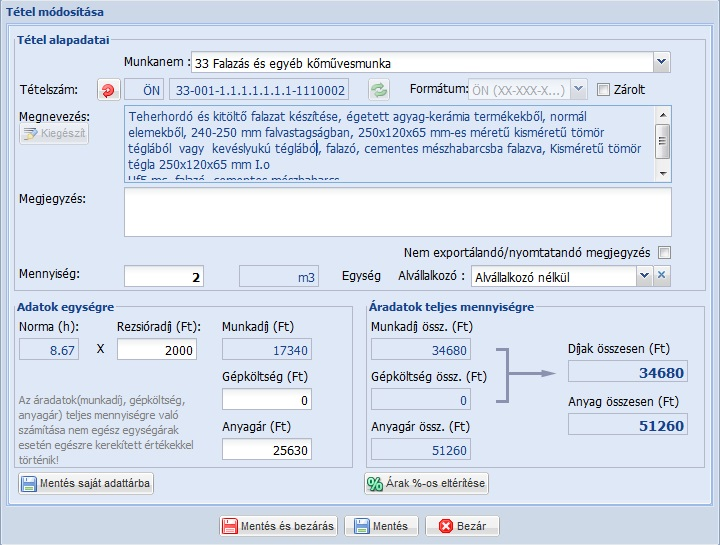 Tétel módosítása
Tétel alapadatai
Munkanem : 33 Falazás és egyéb kőművesmunka
Tételszám: ÖN 33-001-1.1.1.1.1.1.1-1110002 Formátum: ÖN (XX-XXX-X...) Zárolt
Megnevezés: Teherhordó és kitöltő falazat készítése, égetett agyag-kerámia termékekből, normál
Kiegészít elemekből, 240-250 mm falvastagságban, 250x120x65 mm-es méretű kisméretű tömör
téglából vagy kevéslyukú téglából, falazó, cementes mészhabarcsba falazva, Kisméretű tömör
tégla 250x120x65 mm I.o
Hf5-mc, falazó, cementes mészhabarcs
Megjegyzés:
Nem exportálandó/nyomtatandó megjegyzés
Mennyiség: 2 m3 Egység Alvállalkozó : Alvállalkozó nélkül
Adatok egységre
Norma (h): Rezsióradíj (Ft): Munkadíj (Ft)
8.67 X 2000 17340
Gépköltség (Ft)
0
Az áradatok(munkadíj, gépköltség,
anyagár) teljes mennyiségre való
számítása nem egész egységárak
esetén egészre kerekített értékekkel
történik!
Anyagár (Ft)
25630
Áradatok teljes mennyiségre
Munkadíj össz. (Ft)
34680
Gépköltség össz. (Ft)
0
Anyagár össz. (Ft)
51260
Díjak összesen (Ft)
34680
Anyag összesen (Ft)
51260
Mentés saját adattárba
% Árak %-os eltérítése
Mentés és bezárás Mentés Bezár